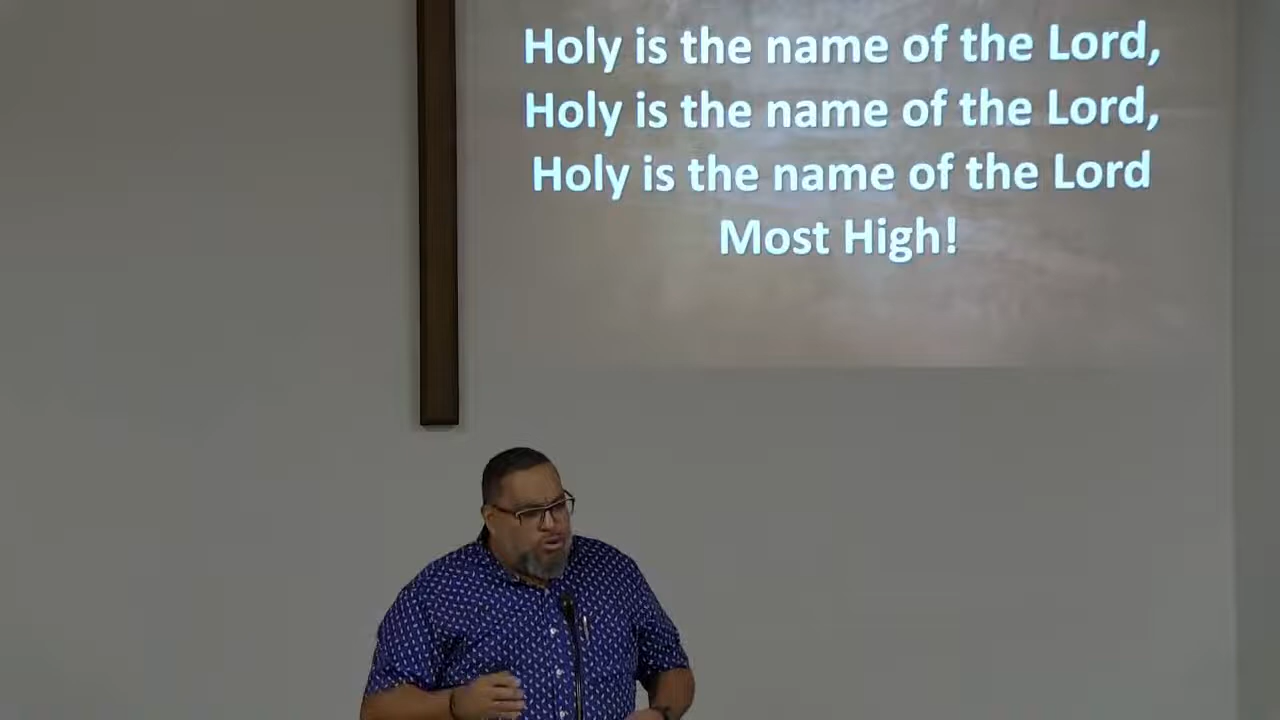 Holy is the name of the Lord,
Holy is the name of the Lord,
Holy is the name of the Lord
Most High!